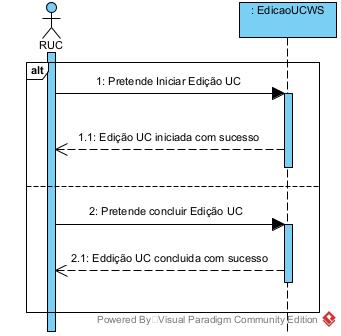 : EdicaoUCWS
RUC
alt
1: Pretende Iniciar Edição UC
1.1: Edição UC iniciada com sucesso
2: Pretende concluir Edição UC
2.1: Eddição UC concluida com sucesso
Powered By Visual Paradigm Community Edition